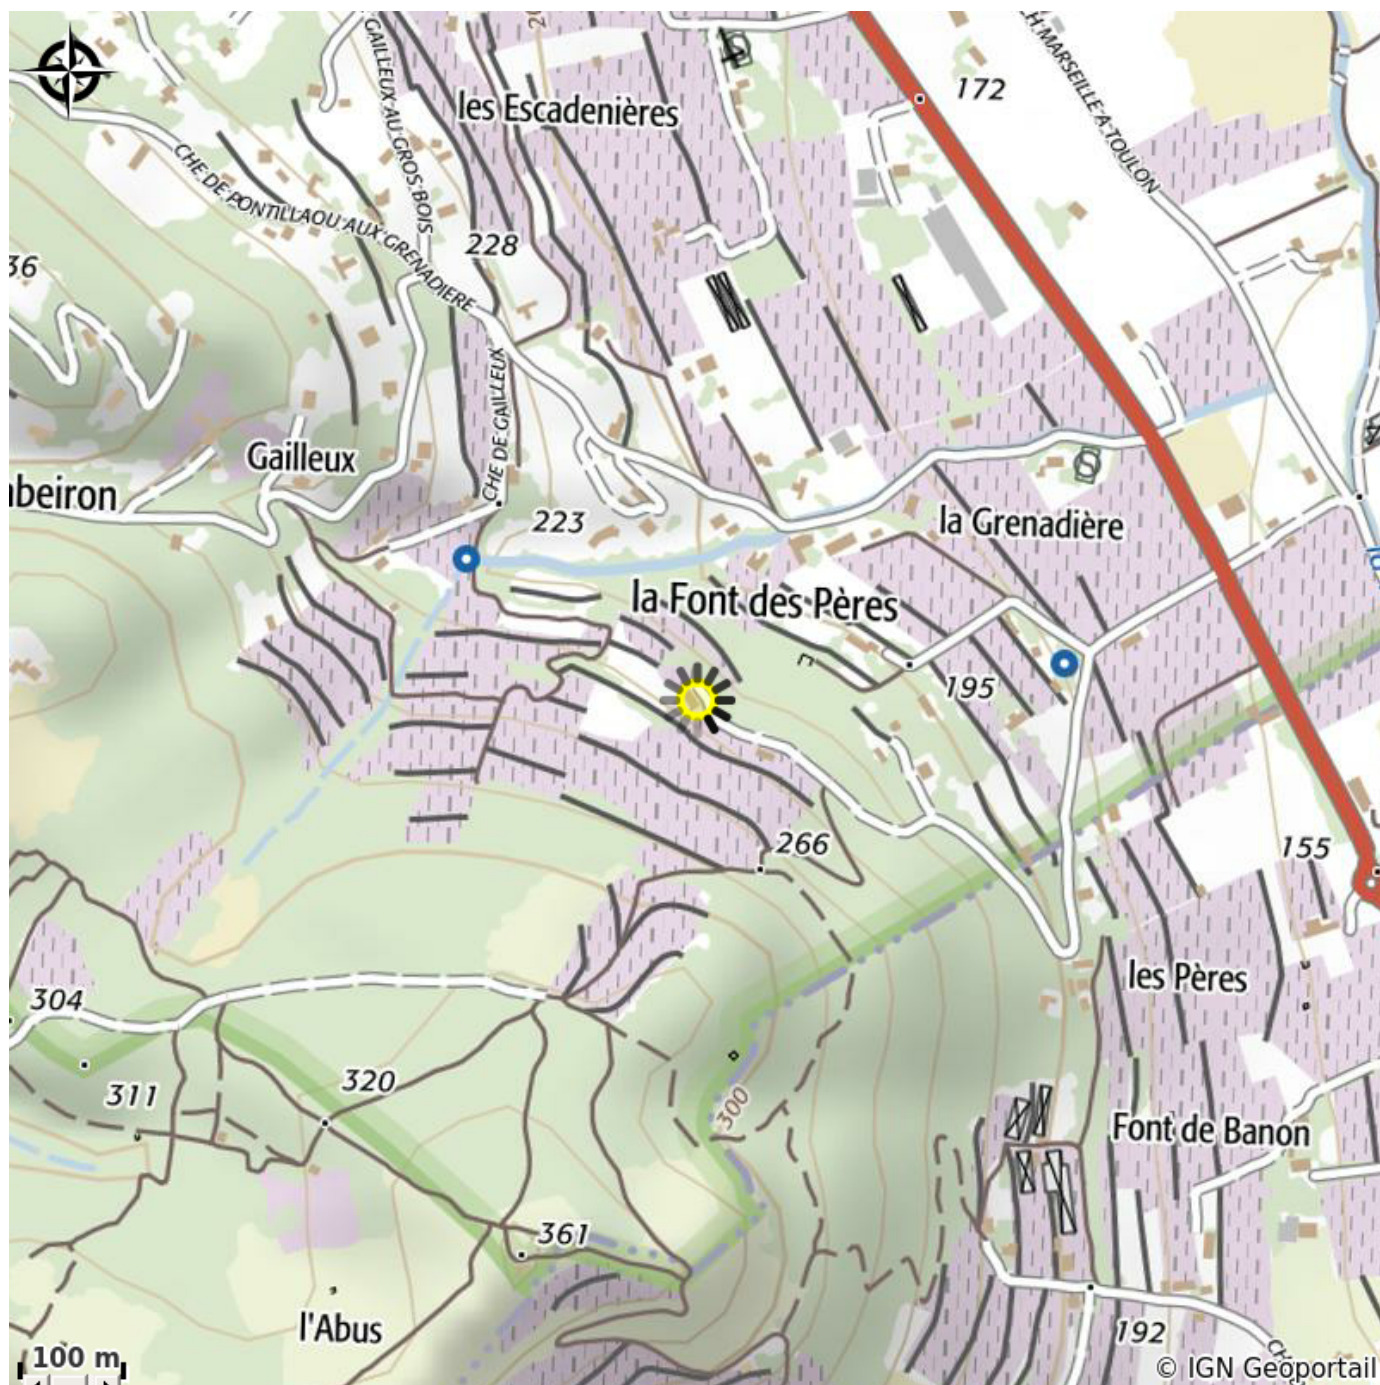 172
les Escadenières
CH MARSEILLE A TOULON
GAILLEUX AU GROS BOIS
CHE DE PONTILLAOU AUX GRENADIERE
228
36
CHE DE GAILLEUX
Gailleux
nbeiron
223
la Grenadière
la Font des Pères
195
266
155
les Pères
304
311
320
300
Font de Banon
361
l'Abus
192
100 m
© IGN Geoportail